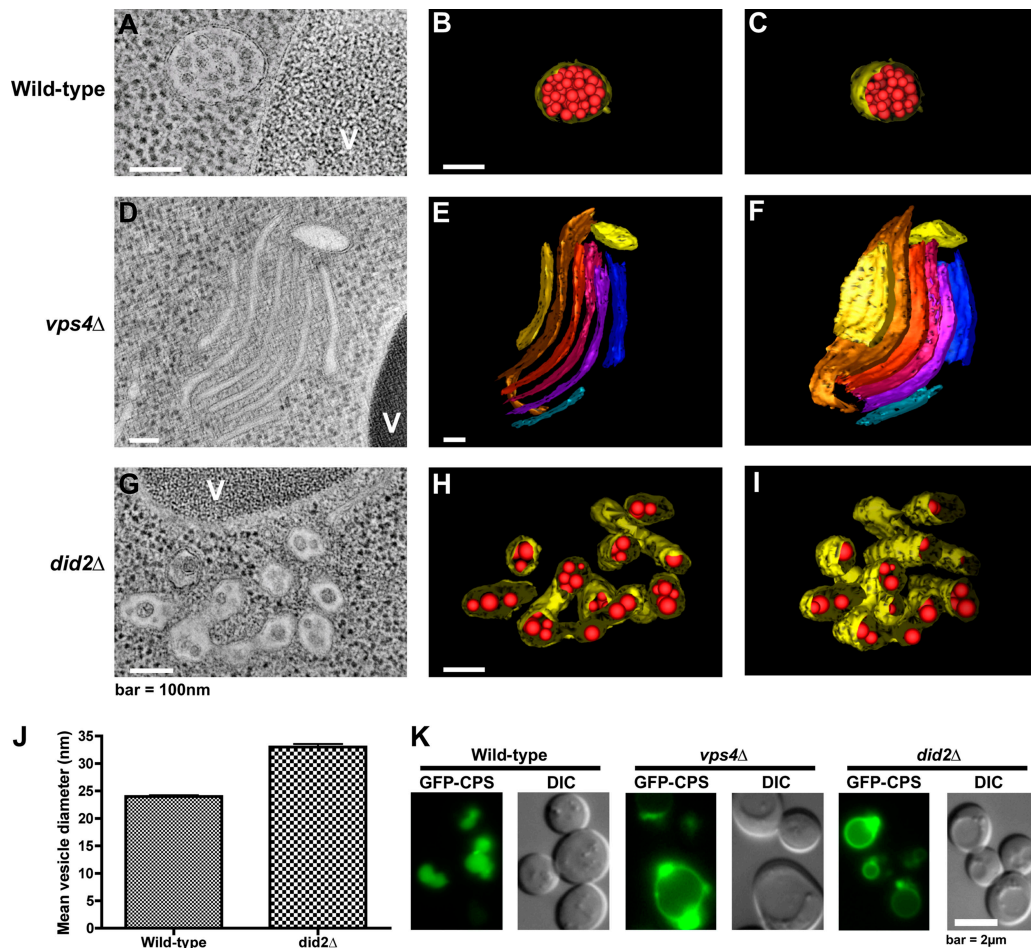 A
B
C
Wild-type
V
D
E
F
vps4Δ
V
G
H
I
V
did2Δ
bar = 100nm
J
Mean vesicle diameter (nm)
35
30
25
20
15
10
5
0
Wild-type
did2Δ
K
Wild-type
vps4Δ
did2Δ
GFP-CPS
DIC
GFP-CPS
DIC
GFP-CPS
DIC
bar = 2µm